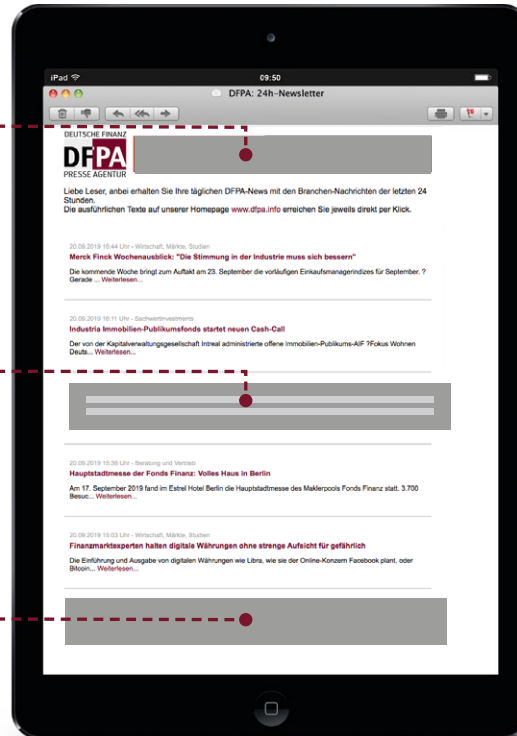 iPad
09:50
DFPA: 24h-Newsletter
DEUTSCHE FINANZ
DFPA
PRESSE AGENTUR
Liebe Leser, anbei erhalten Sie Ihre täglichen DFPA-News mit den Branchen-Nachrichten der letzten 24
Stunden.
Die ausführlichen Texte auf unserer Homepage www.dfpa.info erreichen Sie jeweils direkt per Klick.
20.09.2019 16:44 Uhr - Wirtschaft, Märkte, Studien
Merck Finck Wochenausblick: "Die Stimmung in der Industrie muss sich bessern"
Die kommende Woche bringt zum Auftakt am 23. September die vorläufigen Einkaufsmanagerindizes für September. ?
Gerade ... Weiterlesen...
20.09.2019 16:11 Uhr - Sachwertinvestments
Industria Immobilien-Publikumsfonds startet neuen Cash-Call
Der von der Kapitalverwaltungsgesellschaft Intreal administrierte offene Immobilien-Publikums-AIF ?Fokus Wohnen
Deuts... Weiterlesen...
20.09.2019 15:38 Uhr - Beratung und Vertrieb
Hauptstadtmesse der Fonds Finanz: Volles Haus in Berlin
Am 17. September 2019 fand im Estrel Hotel Berlin die Hauptstadtmesse des Maklerpools Fonds Finanz statt. 3.700
Besuc... Weiterlesen...
20.09.2019 15:03 Uhr - Wirtschaft, Märkte, Studien
Finanzmarktexperten halten digitale Währungen ohne strenge Aufsicht für gefährlich
Die Einführung und Ausgabe von digitalen Währungen wie Libra, wie sie der Online-Konzern Facebook plant, oder
Bitcoin... Weiterlesen...